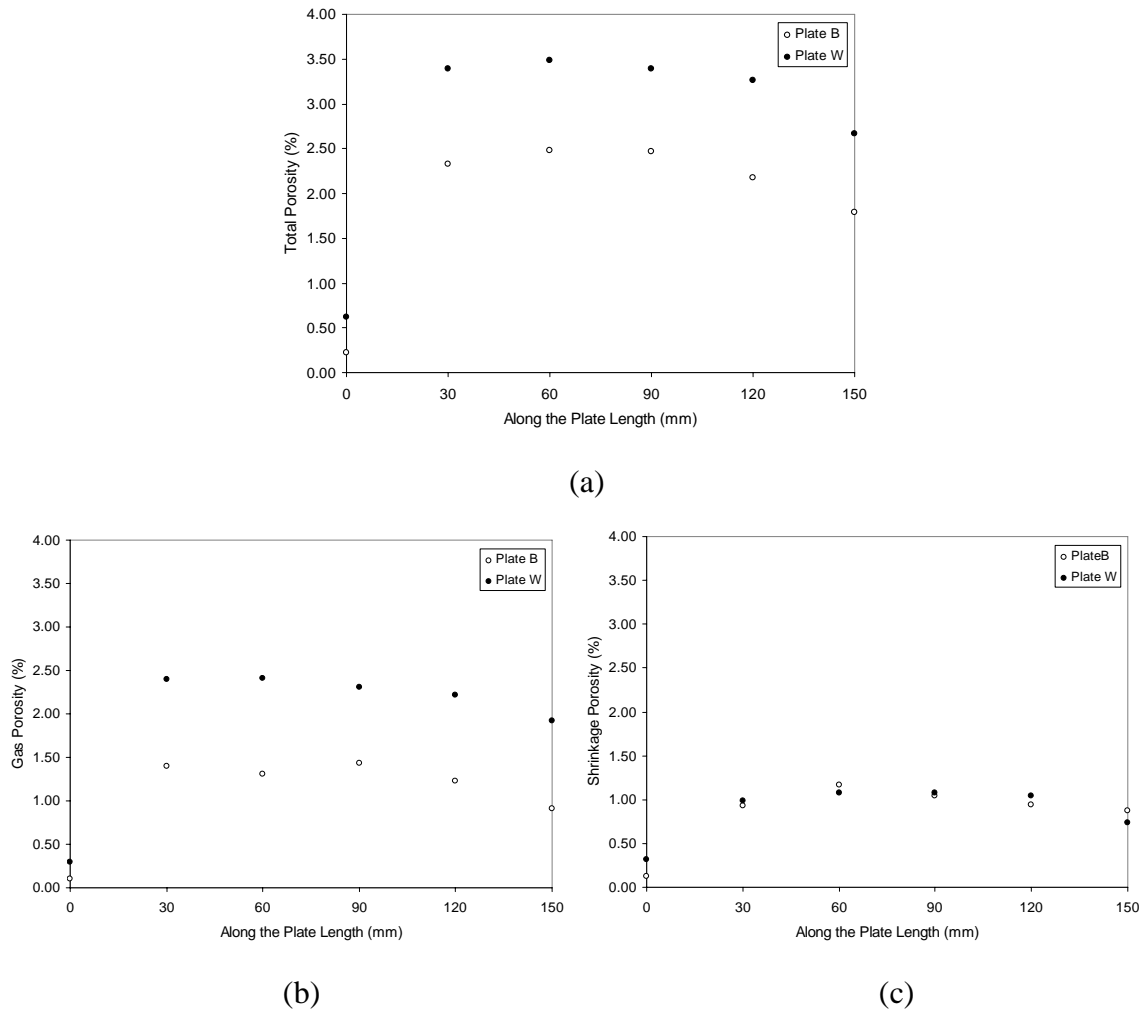 4.00
3.50
3.00
2.50
2.00
1.50
1.00
0.50
0.00
Total Porosity (%)
Plate B
Plate W
0 30 60 90 120 150
Along the Plate Length (mm)
(a)
4.00
3.50
3.00
2.50
2.00
1.50
1.00
0.50
0.00
Gas Porosity (%)
Plate B
Plate W
0 30 60 90 120 150
Along the Plate Length (mm)
(b)
4.00
3.50
3.00
2.50
2.00
1.50
1.00
0.50
0.00
Shrinkage Porosity (%)
PlateB
Plate W
0 30 60 90 120 150
Along the Plate Length (mm)
(c)